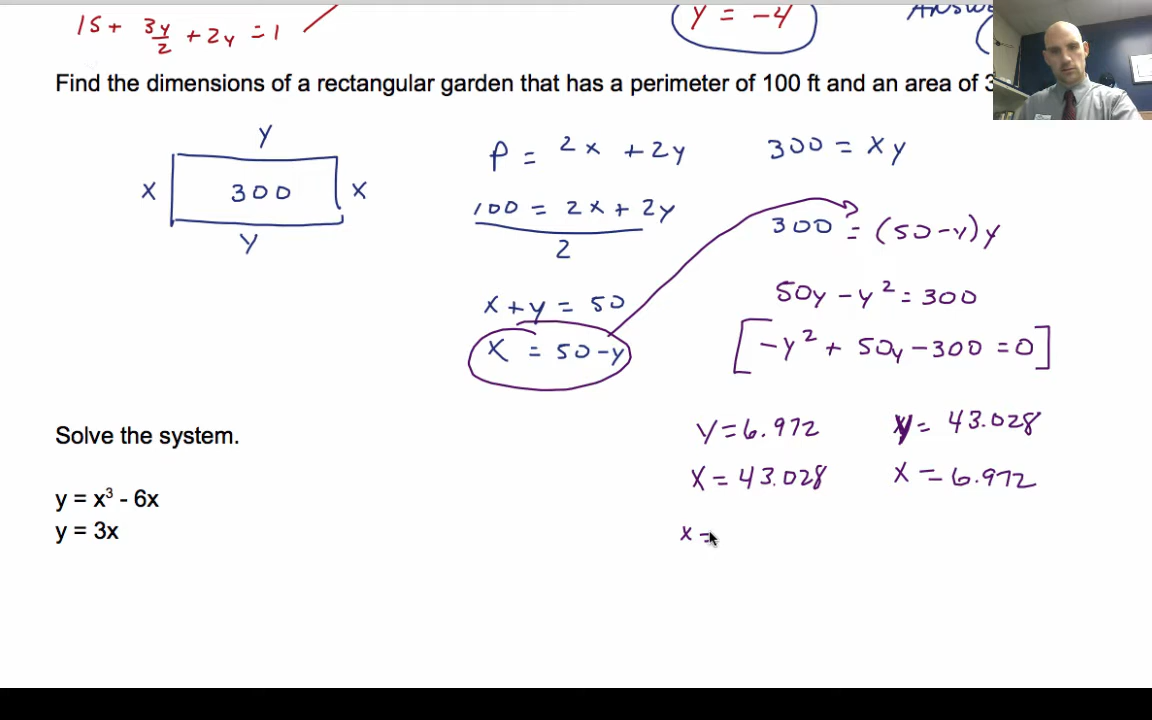 15 + 3y/2 + 2y = 1
y = -4
Find the dimensions of a rectangular garden that has a perimeter of 100 ft and an area of 3
y
x 300 x
y
P = 2x + 2y
100 = 2x + 2y
2
x + y = 50
x = 50 - y
300 = xy
300 = (50 - y)y
50y - y² = 300
[-y² + 50y - 300 = 0]
y = 6.972 y = 43.028
x = 43.028 x = 6.972
x =
Solve the system.
y = x³ - 6x
y = 3x